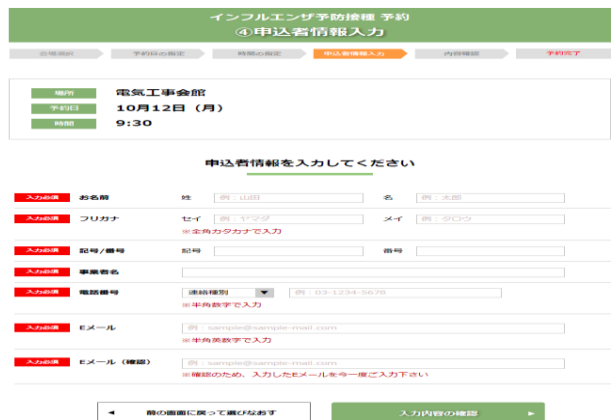 インフルエンザ予防接種 予約
④申込者情報入力
会場選択 予約日の指定 時間の指定 申込者情報入力 内容確認 予約完了
場所 電気工事会館
予約日 10月12日（月）
時間 9:30
申込者情報を入力してください
入力必須 お名前 姓 例：山田 名 例：太郎
入力必須 フリガナ セイ 例：ヤマダ メイ 例：タロウ
※全角カタカナで入力
入力必須 記号/番号 記号 番号
入力必須 事業者名
入力必須 電話番号 連絡種別 ▼ 例：03-1234-5678
※半角数字で入力
入力必須 Eメール 例：sample@sample-mail.com
※半角英数字で入力
入力必須 Eメール（確認） 例：sample@sample-mail.com
※確認のため、入力したEメールを今一度ご入力下さい
◀ 前の画面に戻って選びなおす 入力内容の確認 ▶